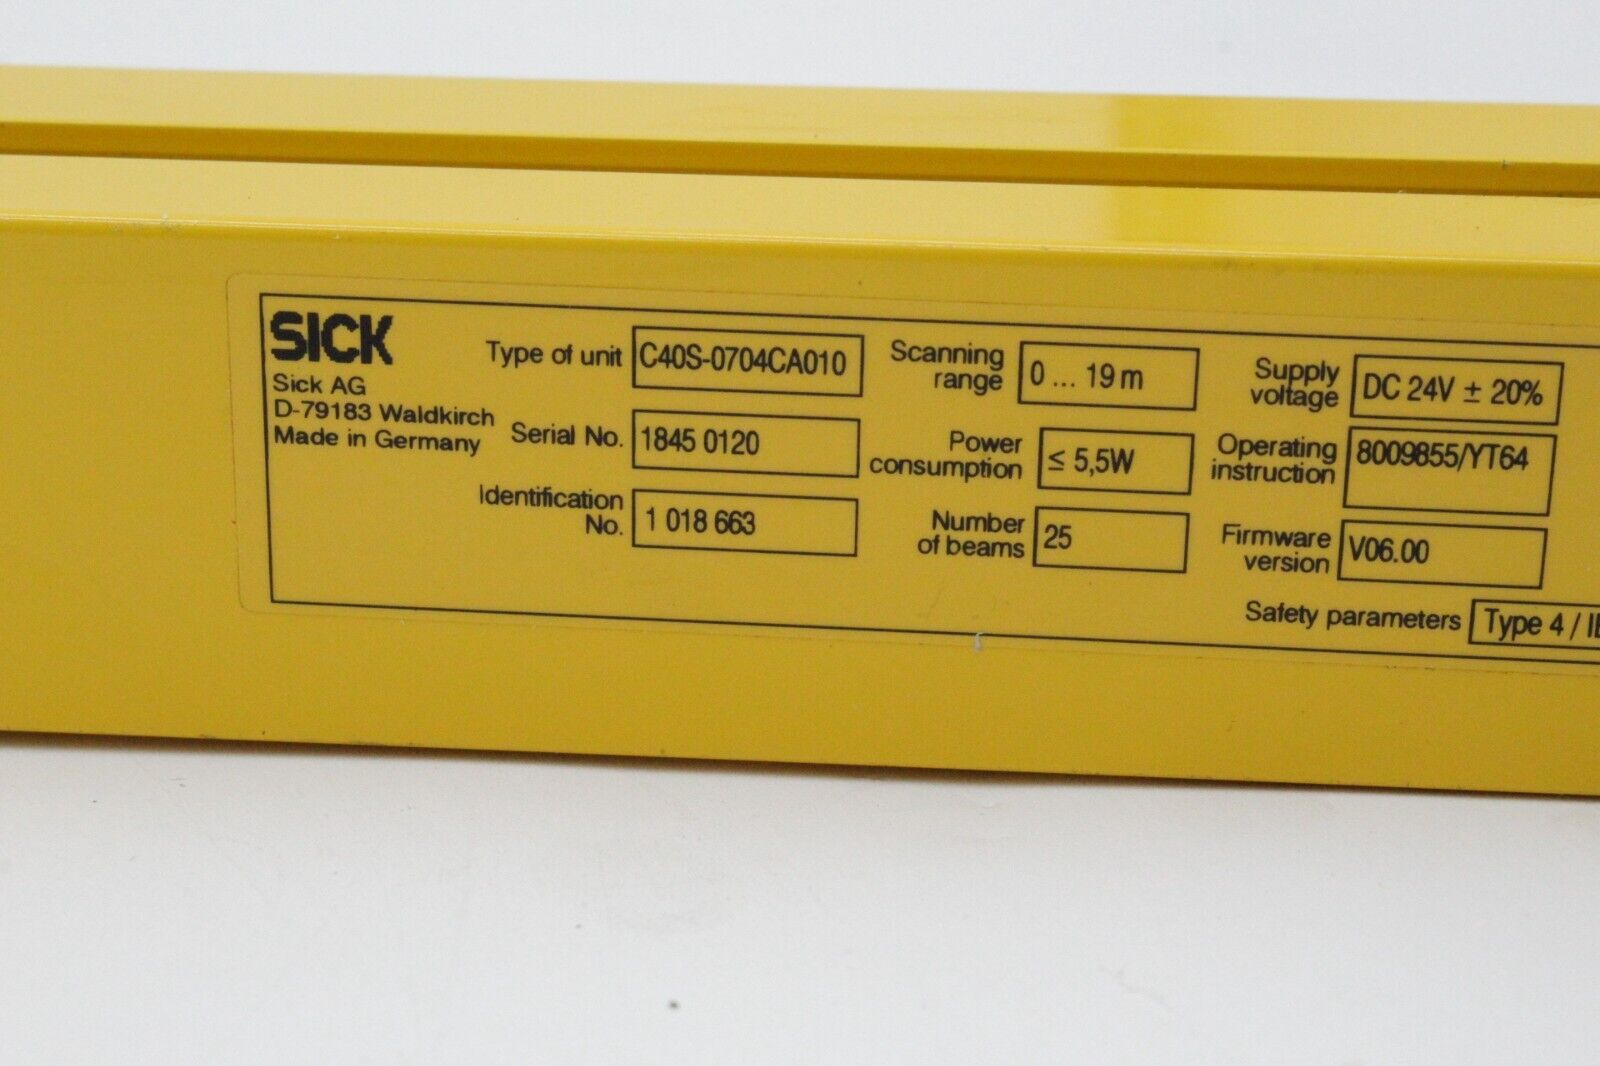 SICK
Sick AG
D-79183 Waldkirch
Made in Germany
Type of unit C40S-0704CA010
Serial No. 1845 0120
Identification
No. 1 018 663
Scanning
range 0 ... 19 m
Power
consumption ≤ 5,5W
Number
of beams 25
Supply
voltage DC 24V ± 20%
Operating
instruction 8009855/YT64
Firmware
version V06.00
Safety parameters Type 4 /